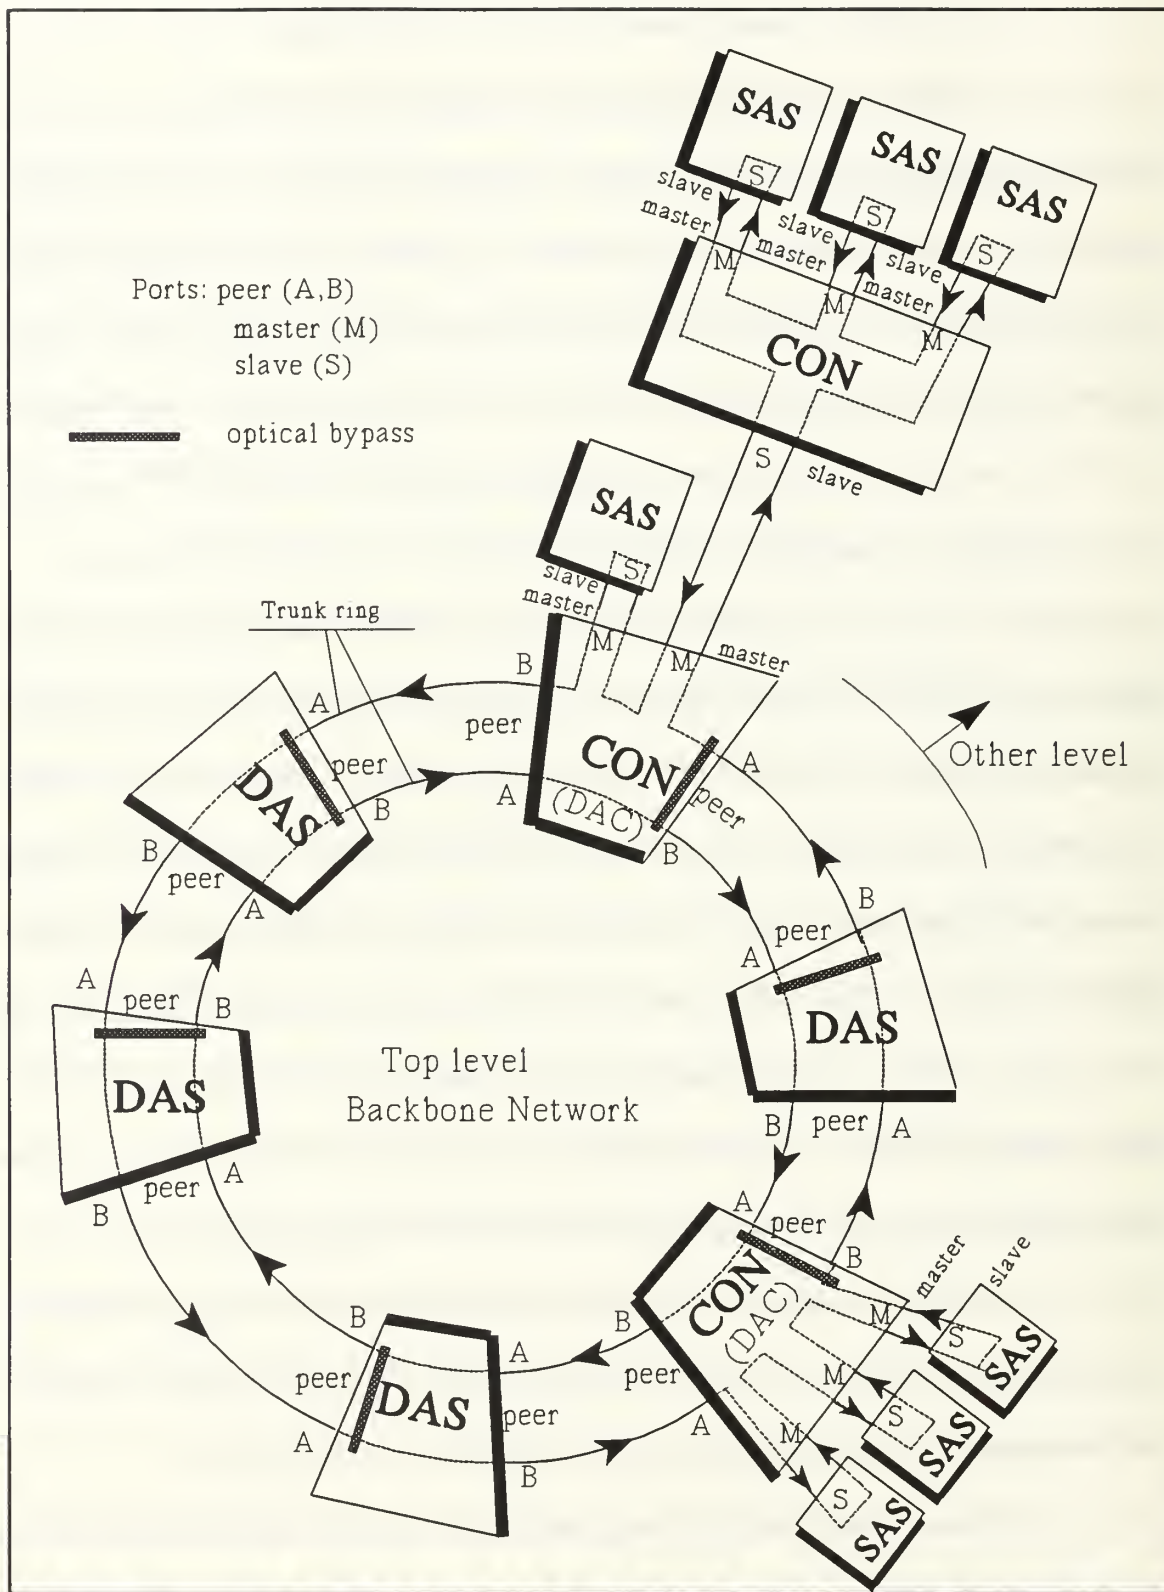 SAS
SAS
SAS
S
S
S
slave
master
slave
master
slave
master
M
M
M
Ports: peer (A,B)
master (M)
slave (S)
CON
optical bypass
S
slave
SAS
S
slave
master
Trunk ring
M
M
master
B
A
peer
CON
(DAC)
A
peer
B
A
peer
B
DAS
Other level
A
B
peer
A
B
peer
A
B
peer
A
peer
B
DAS
DAS
Top level
Backbone Network
B
peer
A
A
peer
B
A
peer
B
master
slave
CON
(DAC)
M
S
SAS
B
peer
A
B
peer
A
DAS
A
peer
B
M
S
SAS
M
S
SAS